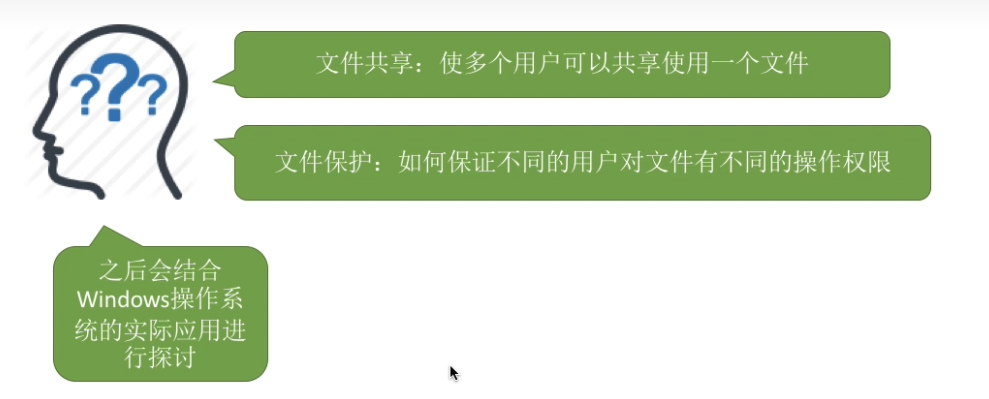 ???
文件共享：使多个用户可以共享使用一个文件
文件保护：如何保证不同的用户对文件有不同的操作权限
之后会结合
Windows操作系
统的实际应用进
行探讨